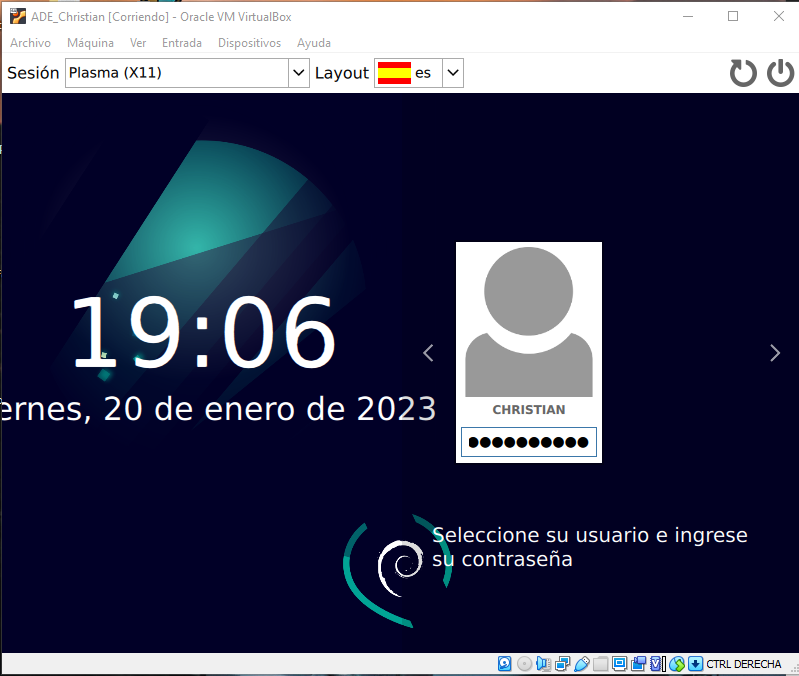 ADE_Christian [Corriendo] - Oracle VM VirtualBox
Archivo Máquina Ver Entrada Dispositivos Ayuda
Sesión Plasma (X11) Layout es
19:06
ernes, 20 de enero de 2023
CHRISTIAN
Seleccione su usuario e ingrese
su contraseña
CTRL DERECHA